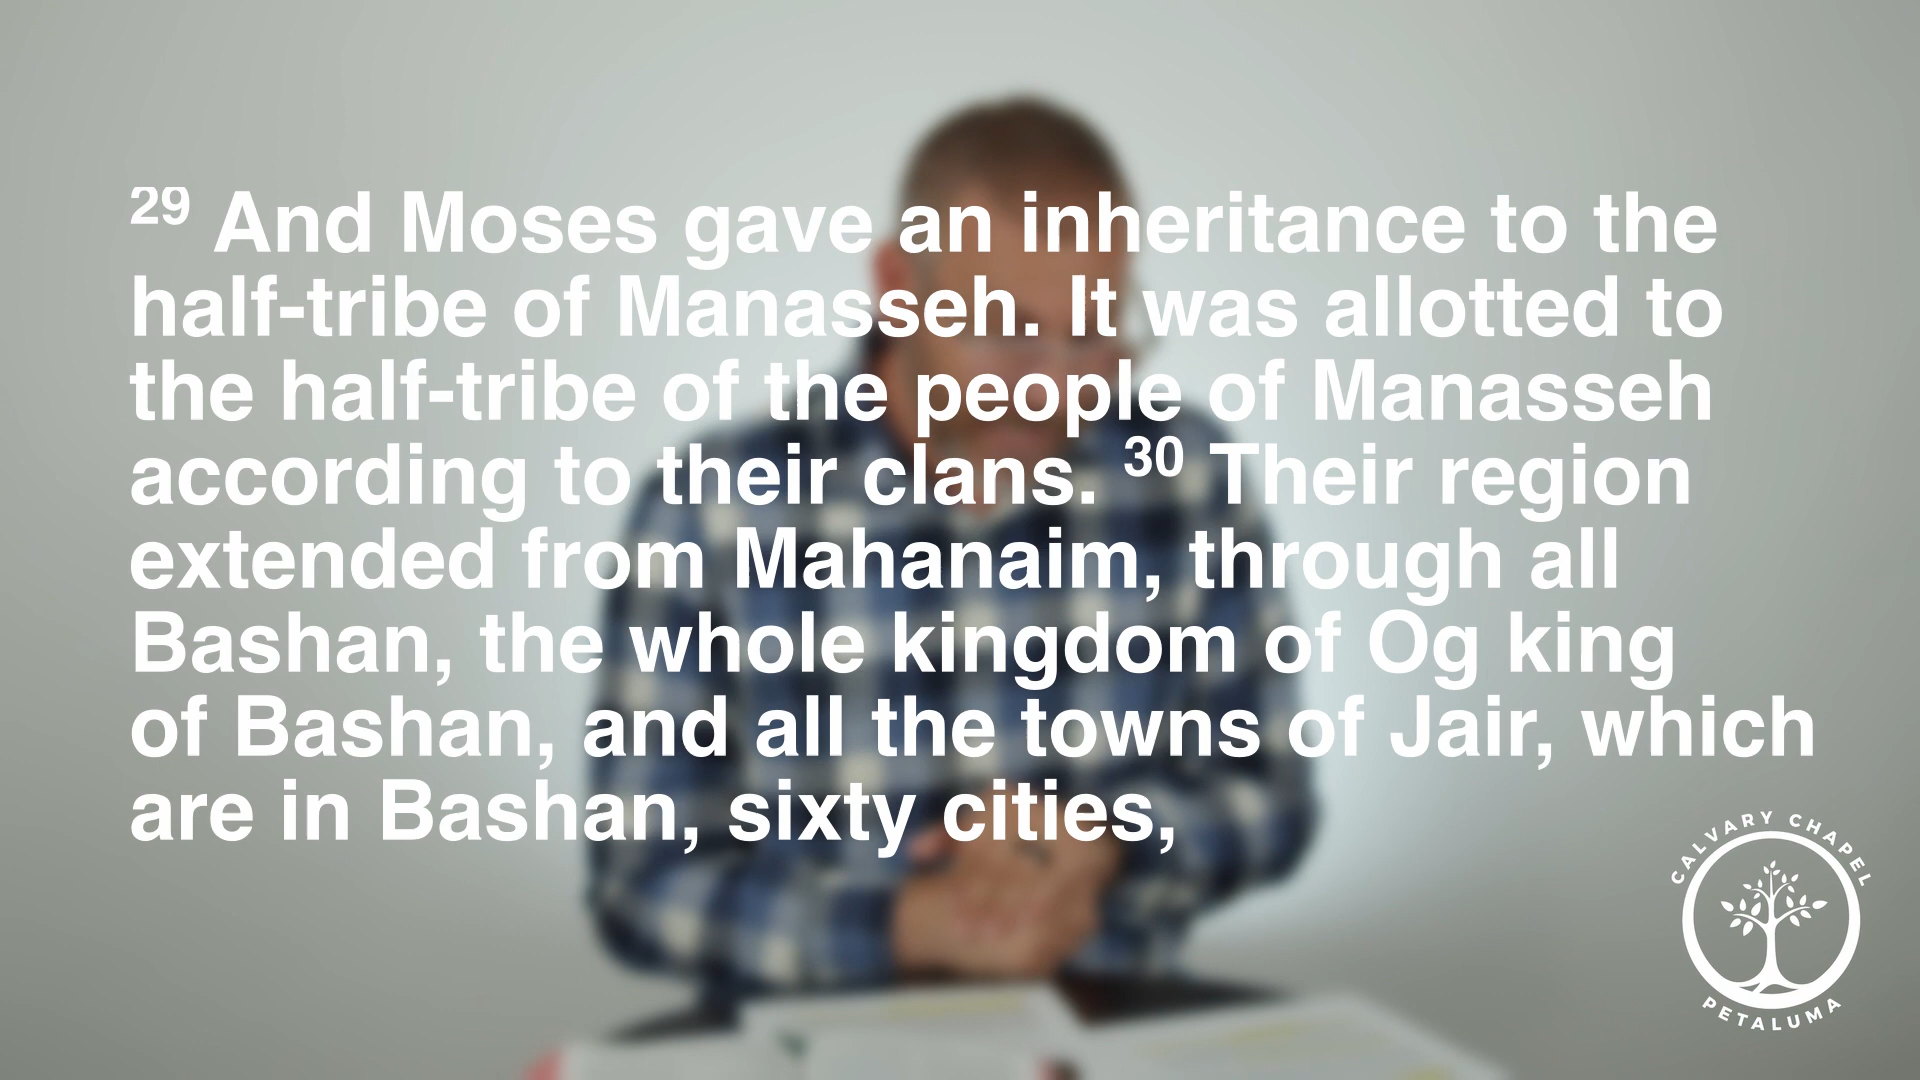 29 And Moses gave an inheritance to the
half-tribe of Manasseh. It was allotted to
the half-tribe of the people of Manasseh
according to their clans. 30 Their region
extended from Mahanaim, through all
Bashan, the whole kingdom of Og king
of Bashan, and all the towns of Jair, which
are in Bashan, sixty cities,
CALVARY CHAPEL
PETALUMA